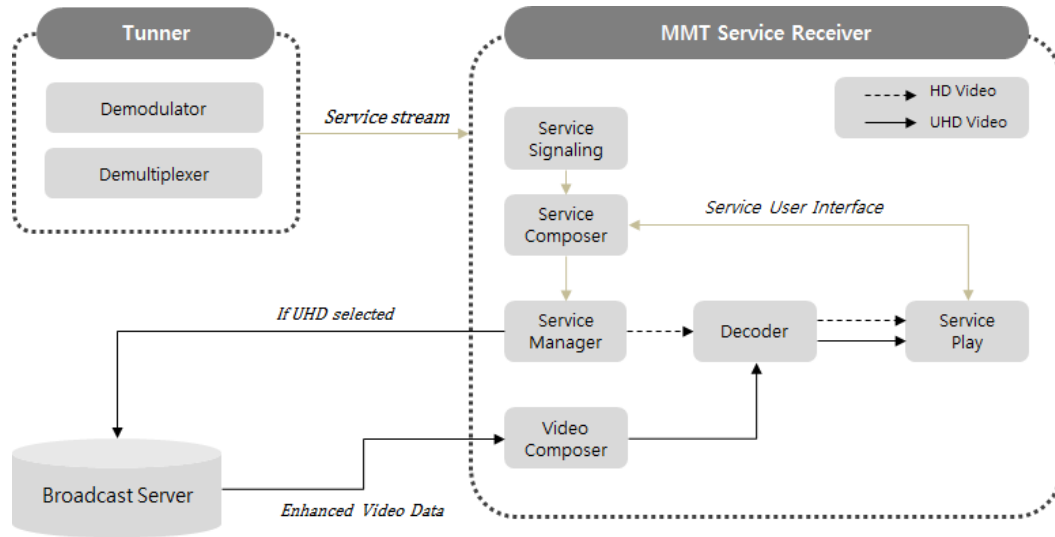 Tunner
Demodulator
Demultiplexer
Service stream
MMT Service Receiver
HD Video
UHD Video
Service
Signaling
Service
Composer
Service User Interface
If UHD selected
Service
Manager
Decoder
Service
Play
Video
Composer
Broadcast Server
Enhanced Video Data